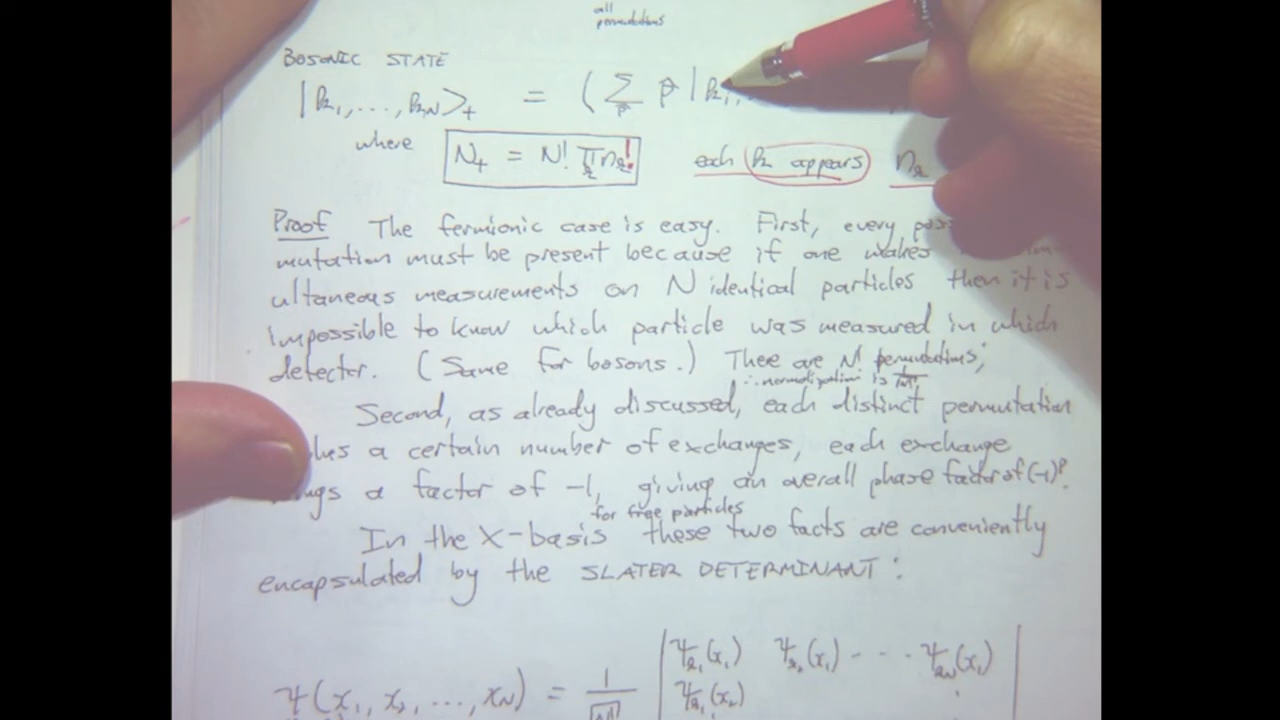 all
permutations
BOSONIC STATE
|k₁,...,k_N>₊ = (∑_P P |k₁,
where N₊ = N! ∏_k n_k! each k appears n_k
Proof The fermionic case is easy. First, every
mutation must be present because if one makes
ultaneous measurements on N identical particles then it is
impossible to know which particle was measured in which
detector. (Same for bosons.) There are N! permutations;
∴ normalization is 1/√N!
Second, as already discussed, each distinct permutation
a certain number of exchanges, each exchange
a factor of -1, giving an overall phase factor of (-1)ᴾ.
for free particles
In the X-basis these two facts are conveniently
encapsulated by the SLATER DETERMINANT:
ψ_k₁(x₁) ψ_k₂(x₁) - - - ψ_k_N(x₁)
ψ(x₁, x₂, ..., x_N) = 1/√N! ψ_k₁(x₂)